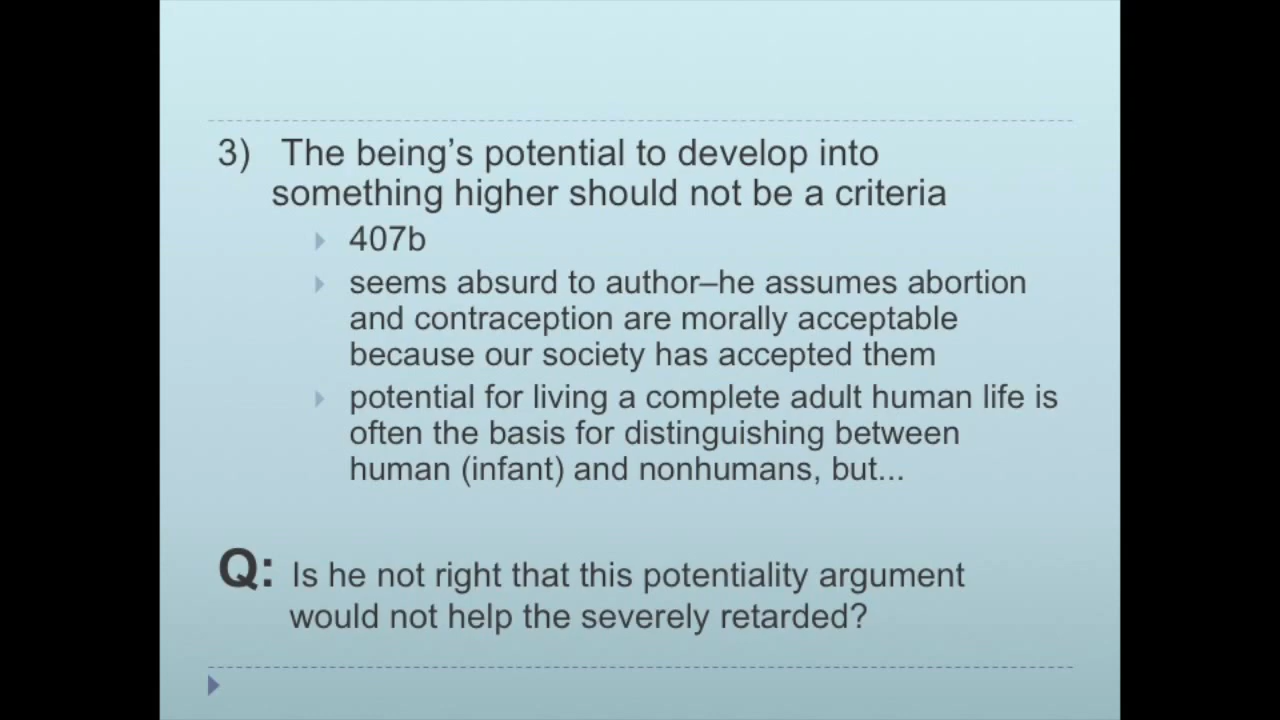 3) The being’s potential to develop into
something higher should not be a criteria
407b
seems absurd to author–he assumes abortion
and contraception are morally acceptable
because our society has accepted them
potential for living a complete adult human life is
often the basis for distinguishing between
human (infant) and nonhumans, but...
Q: Is he not right that this potentiality argument
would not help the severely retarded?